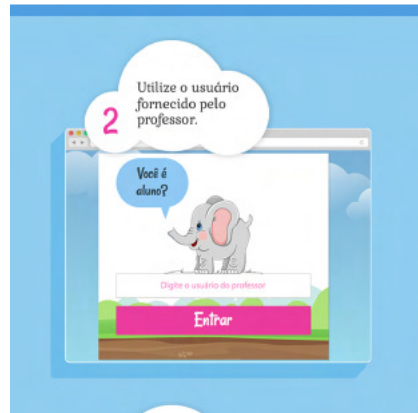 Utilize o usuário
fornecido pelo
professor.
2
Você é
aluno?
Digite o usuário do professor
Entrar